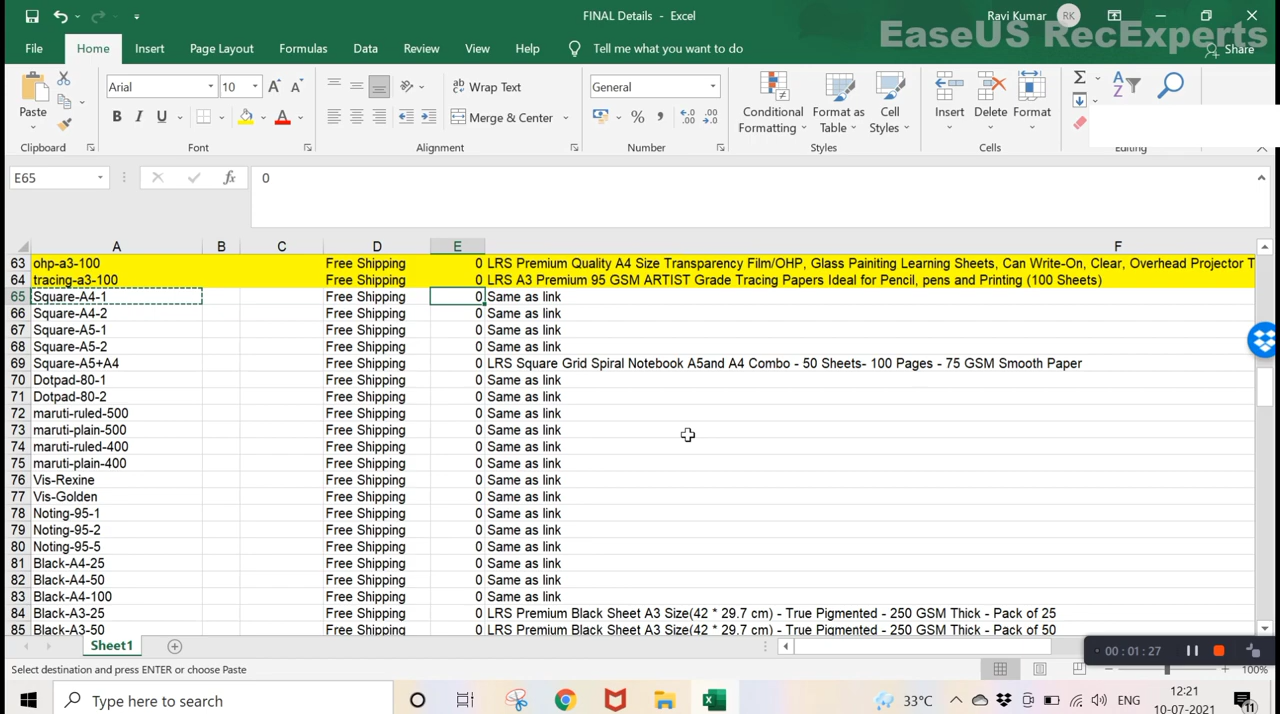 FINAL Details - Excel
Ravi Kumar RK
EaseUS RecExperts
File Home Insert Page Layout Formulas Data Review View Help Tell me what you want to do Share
Paste Arial 10 Wrap Text General Conditional Format as Cell Insert Delete Format
B I U Merge & Center Formatting Table Styles
Clipboard Font Alignment Number Styles Cells Editing
E65 fx 0
A B C D E F
63 ohp-a3-100 Free Shipping 0 LRS Premium Quality A4 Size Transparency Film/OHP, Glass Painiting Learning Sheets, Can Write-On, Clear, Overhead Projector T
64 tracing-a3-100 Free Shipping 0 LRS A3 Premium 95 GSM ARTIST Grade Tracing Papers Ideal for Pencil, pens and Printing (100 Sheets)
65 Square-A4-1 Free Shipping 0 Same as link
66 Square-A4-2 Free Shipping 0 Same as link
67 Square-A5-1 Free Shipping 0 Same as link
68 Square-A5-2 Free Shipping 0 Same as link
69 Square-A5+A4 Free Shipping 0 LRS Square Grid Spiral Notebook A5and A4 Combo - 50 Sheets- 100 Pages - 75 GSM Smooth Paper
70 Dotpad-80-1 Free Shipping 0 Same as link
71 Dotpad-80-2 Free Shipping 0 Same as link
72 maruti-ruled-500 Free Shipping 0 Same as link
73 maruti-plain-500 Free Shipping 0 Same as link
74 maruti-ruled-400 Free Shipping 0 Same as link
75 maruti-plain-400 Free Shipping 0 Same as link
76 Vis-Rexine Free Shipping 0 Same as link
77 Vis-Golden Free Shipping 0 Same as link
78 Noting-95-1 Free Shipping 0 Same as link
79 Noting-95-2 Free Shipping 0 Same as link
80 Noting-95-5 Free Shipping 0 Same as link
81 Black-A4-25 Free Shipping 0 Same as link
82 Black-A4-50 Free Shipping 0 Same as link
83 Black-A4-100 Free Shipping 0 Same as link
84 Black-A3-25 Free Shipping 0 LRS Premium Black Sheet A3 Size(42 * 29.7 cm) - True Pigmented - 250 GSM Thick - Pack of 25
85 Black-A3-50 Free Shipping 0 LRS Premium Black Sheet A3 Size(42 * 29.7 cm) - True Pigmented - 250 GSM Thick - Pack of 50
Sheet1
00 : 01 : 27
Select destination and press ENTER or choose Paste 100%
Type here to search 33°C ENG 12:21
10-07-2021 11